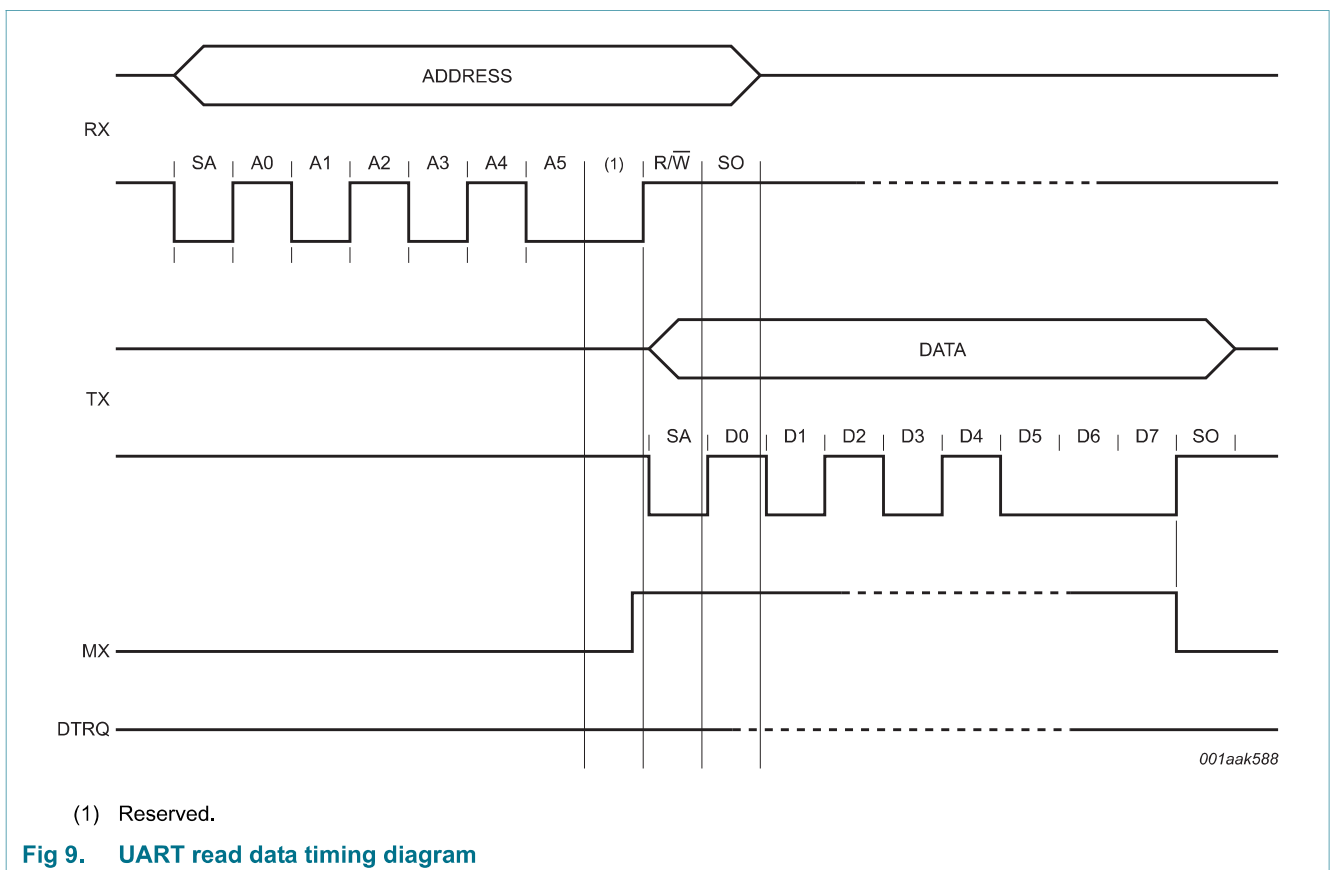 ADDRESS
RX
SA A0 A1 A2 A3 A4 A5 (1) R/W̅ SO
DATA
TX
SA D0 D1 D2 D3 D4 D5 D6 D7 SO
MX
DTRQ
001aak588
(1) Reserved.
Fig 9. UART read data timing diagram